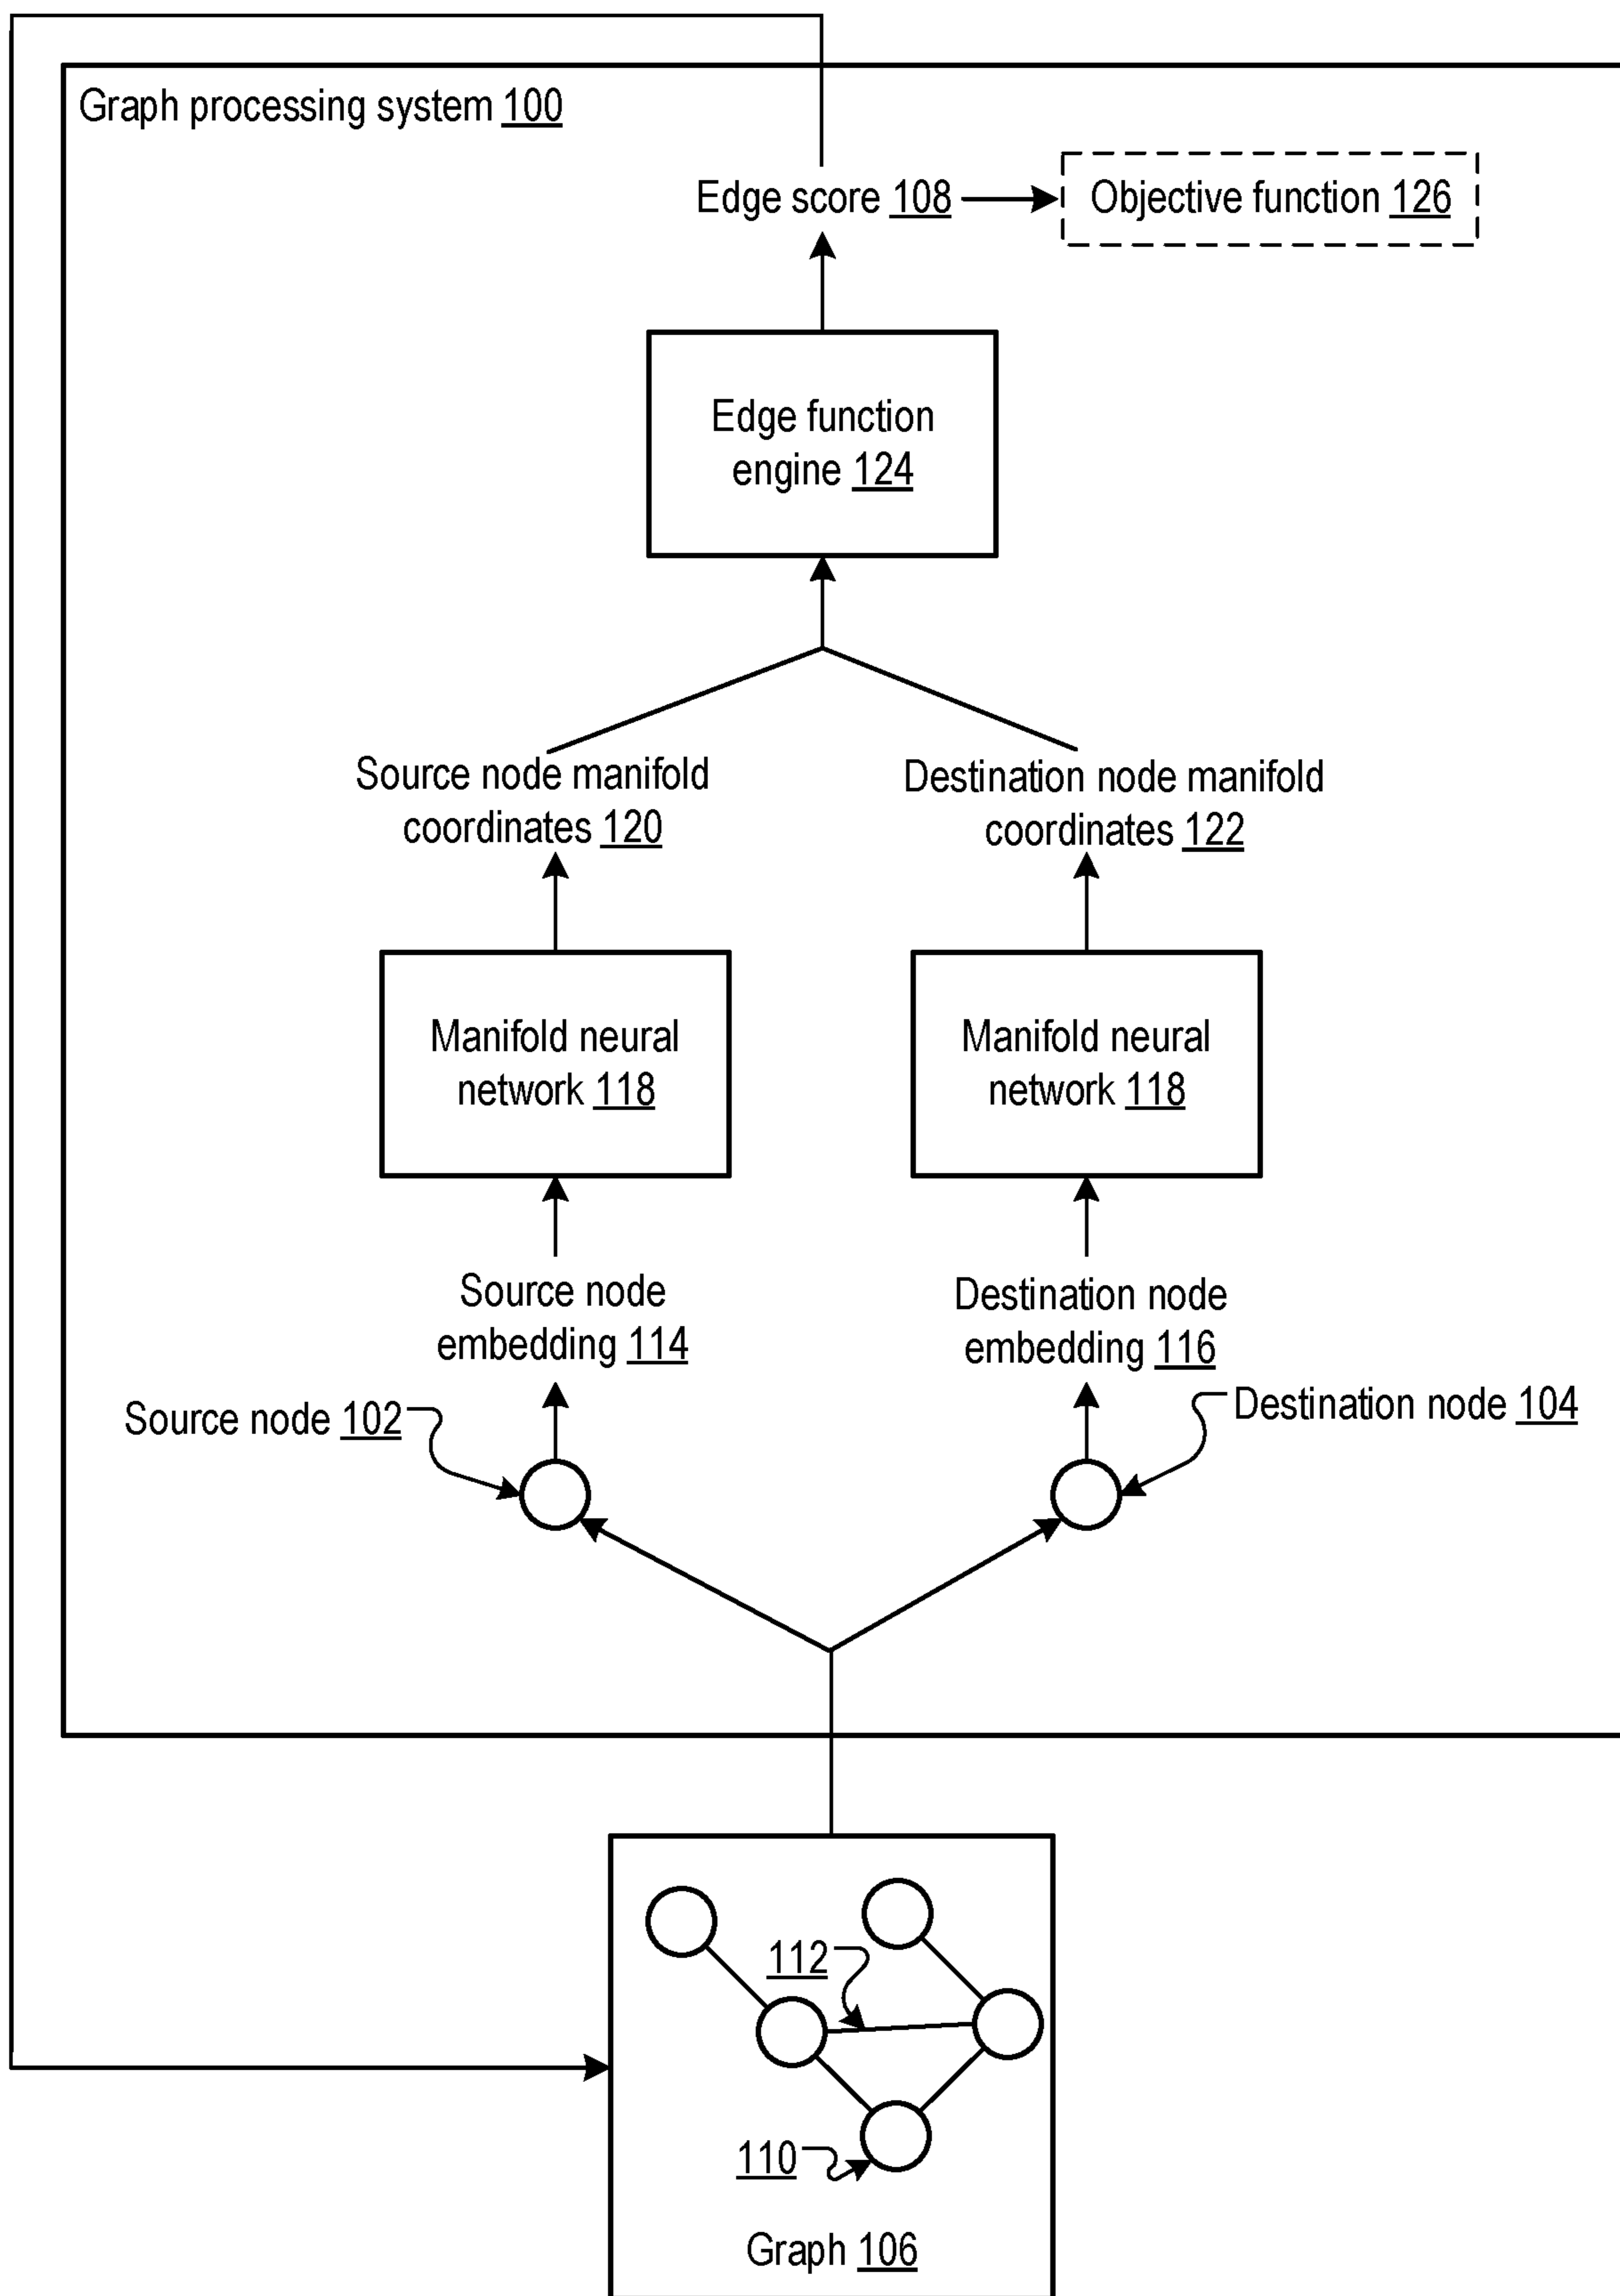 Graph processing system 100
Edge score 108
Objective function 126
Edge function
engine 124
Source node manifold
coordinates 120
Destination node manifold
coordinates 122
Manifold neural
network 118
Manifold neural
network 118
Source node
embedding 114
Destination node
embedding 116
Source node 102
Destination node 104
112
110
Graph 106